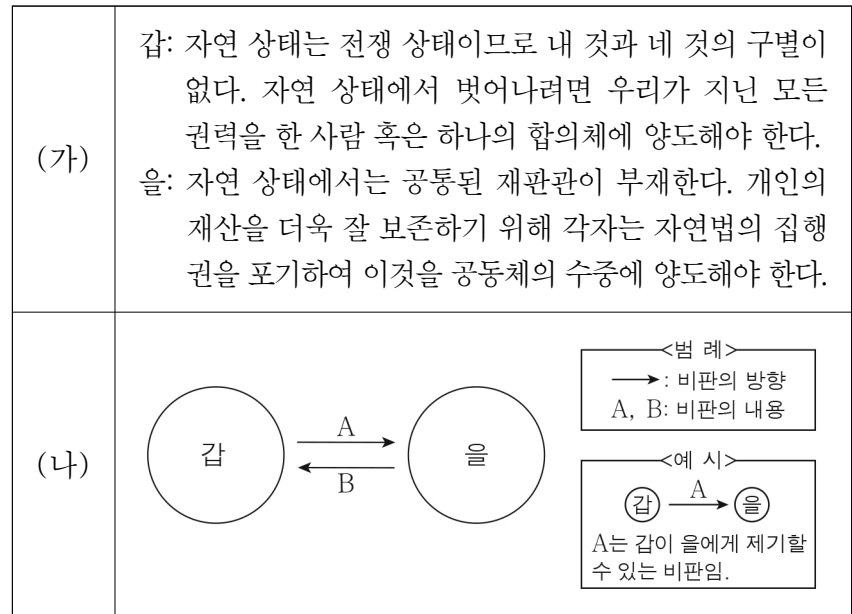 (가)
갑: 자연 상태는 전쟁 상태이므로 내 것과 네 것의 구별이
없다. 자연 상태에서 벗어나려면 우리가 지닌 모든
권력을 한 사람 혹은 하나의 합의체에 양도해야 한다.
을: 자연 상태에서는 공통된 재판관이 부재한다. 개인의
재산을 더욱 잘 보존하기 위해 각자는 자연법의 집행
권을 포기하여 이것을 공동체의 수중에 양도해야 한다.
(나)
갑
A
B
을
<범 례>
: 비판의 방향
A, B: 비판의 내용
<예 시>
갑 A 을
A는 갑이 을에게 제기할
수 있는 비판임.